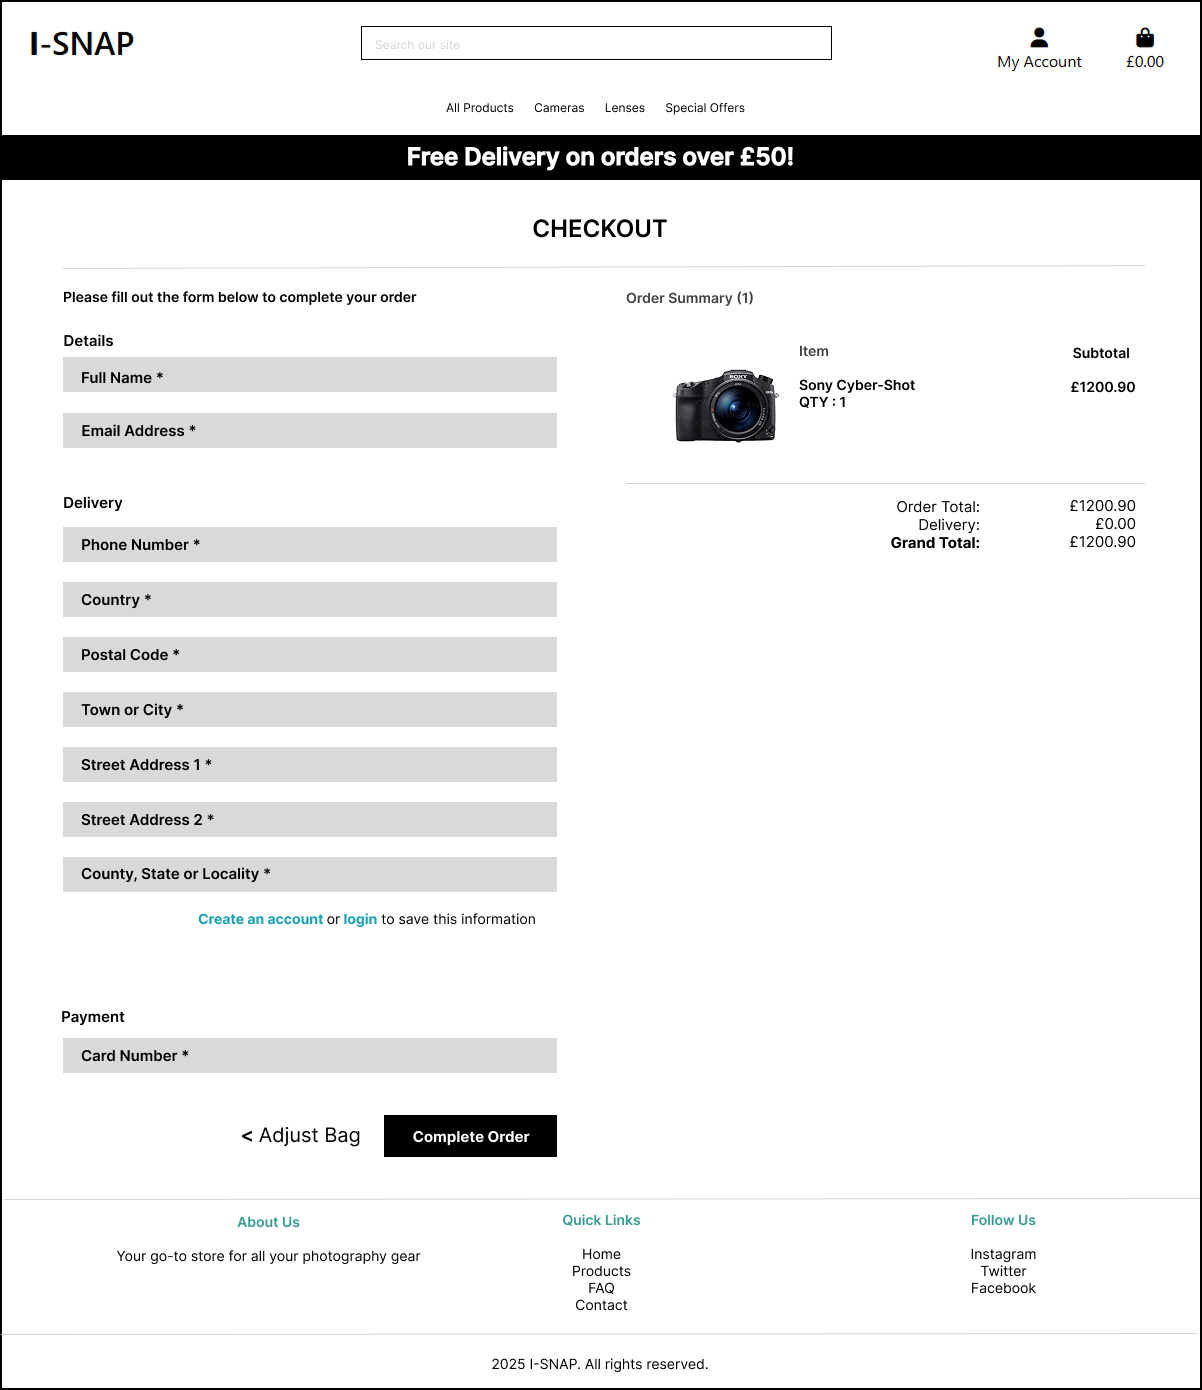 I-SNAP
Search our site
My Account
£0.00
All Products Cameras Lenses Special Offers
Free Delivery on orders over £50!
CHECKOUT
Please fill out the form below to complete your order
Details
Full Name *
Email Address *
Delivery
Phone Number *
Country *
Postal Code *
Town or City *
Street Address 1 *
Street Address 2 *
County, State or Locality *
Create an account or login to save this information
Payment
Card Number *
< Adjust Bag
Complete Order
Order Summary (1)
Item Subtotal
SONY
Sony Cyber-Shot £1200.90
QTY : 1
Order Total: £1200.90
Delivery: £0.00
Grand Total: £1200.90
About Us
Your go-to store for all your photography gear
Quick Links
Home
Products
FAQ
Contact
Follow Us
Instagram
Twitter
Facebook
2025 I-SNAP. All rights reserved.